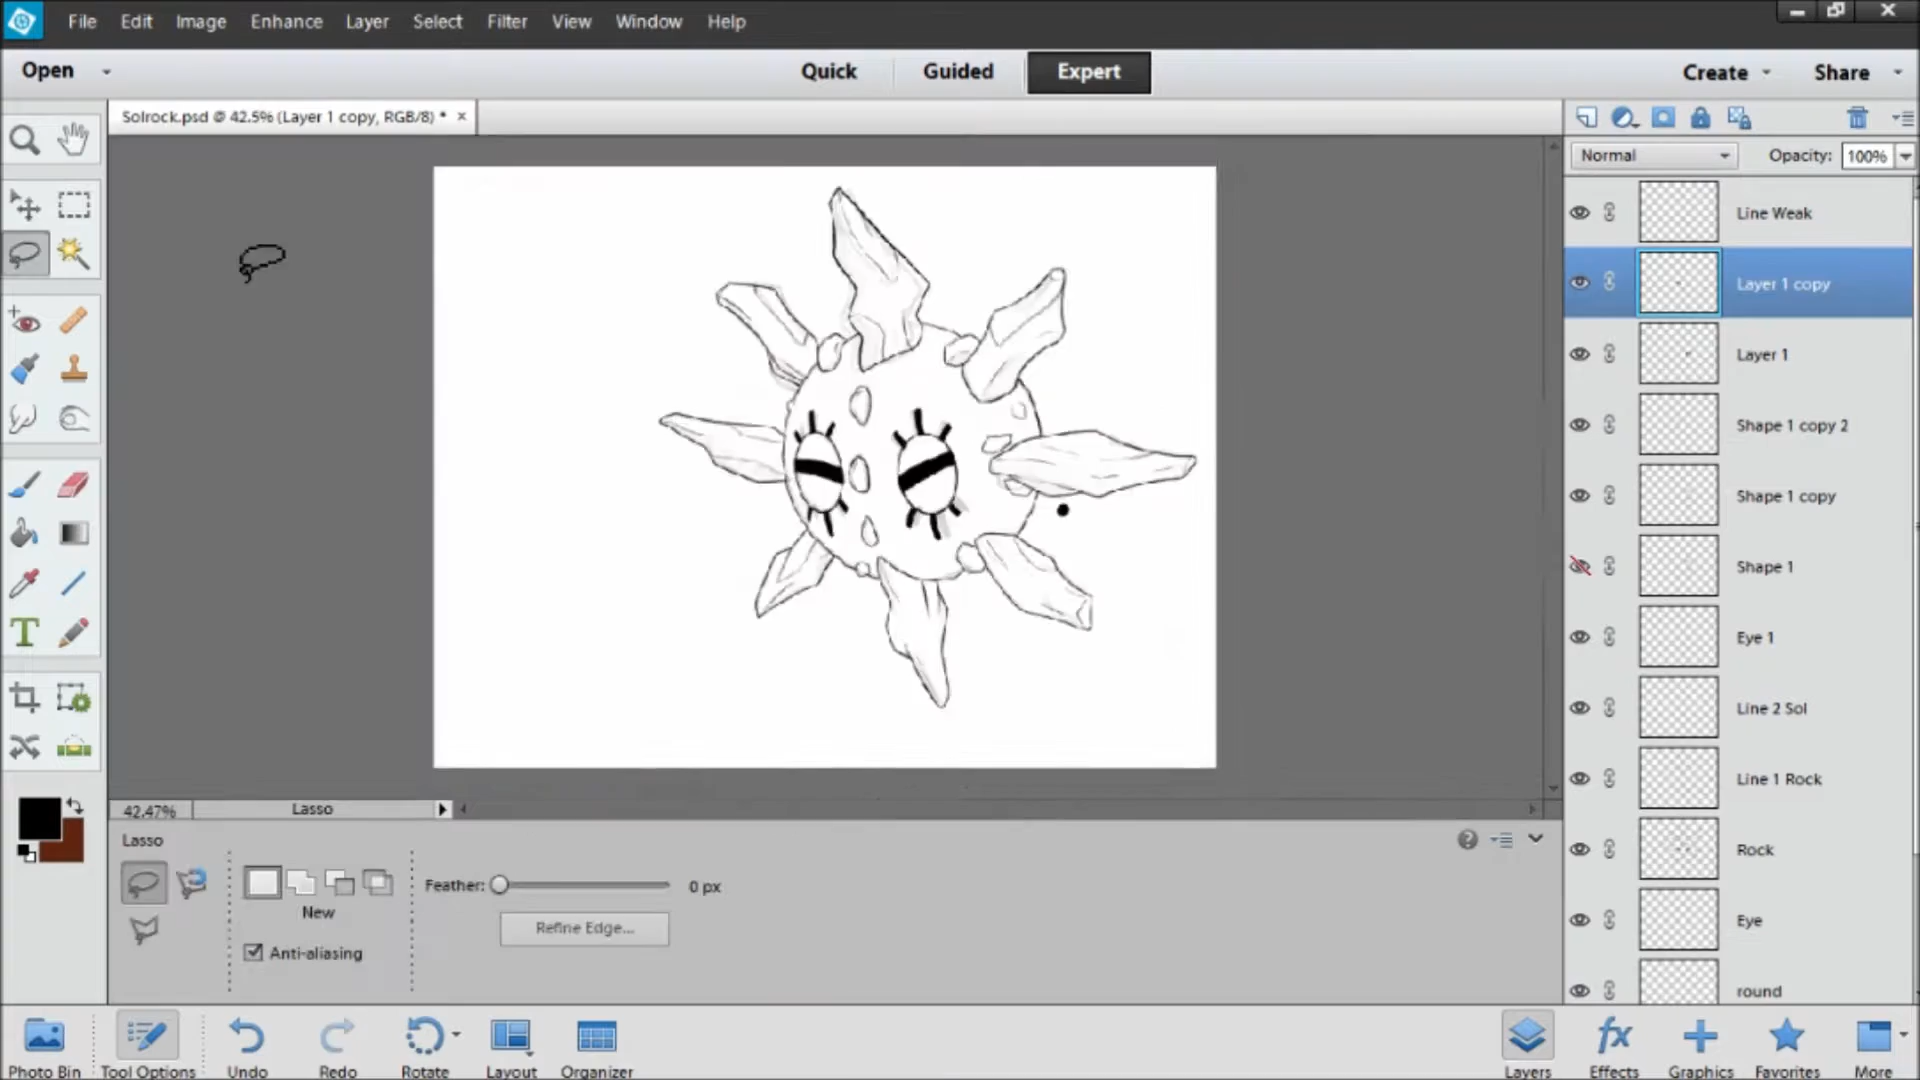 File Edit Image Enhance Layer Select Filter View Window Help
Open Quick Guided Expert Create Share
Solrock.psd @ 42.5% (Layer 1 copy, RGB/8) * ×
Normal Opacity: 100%
Line Weak
Layer 1 copy
Layer 1
Shape 1 copy 2
Shape 1 copy
Shape 1
Eye 1
Line 2 Sol
Line 1 Rock
Rock
Eye
round
42.47% Lasso
Lasso
Feather: 0 px
New
Refine Edge...
Anti-aliasing
Photo Bin Tool Options Undo Redo Rotate Layout Organizer Layers Effects Graphics Favorites More